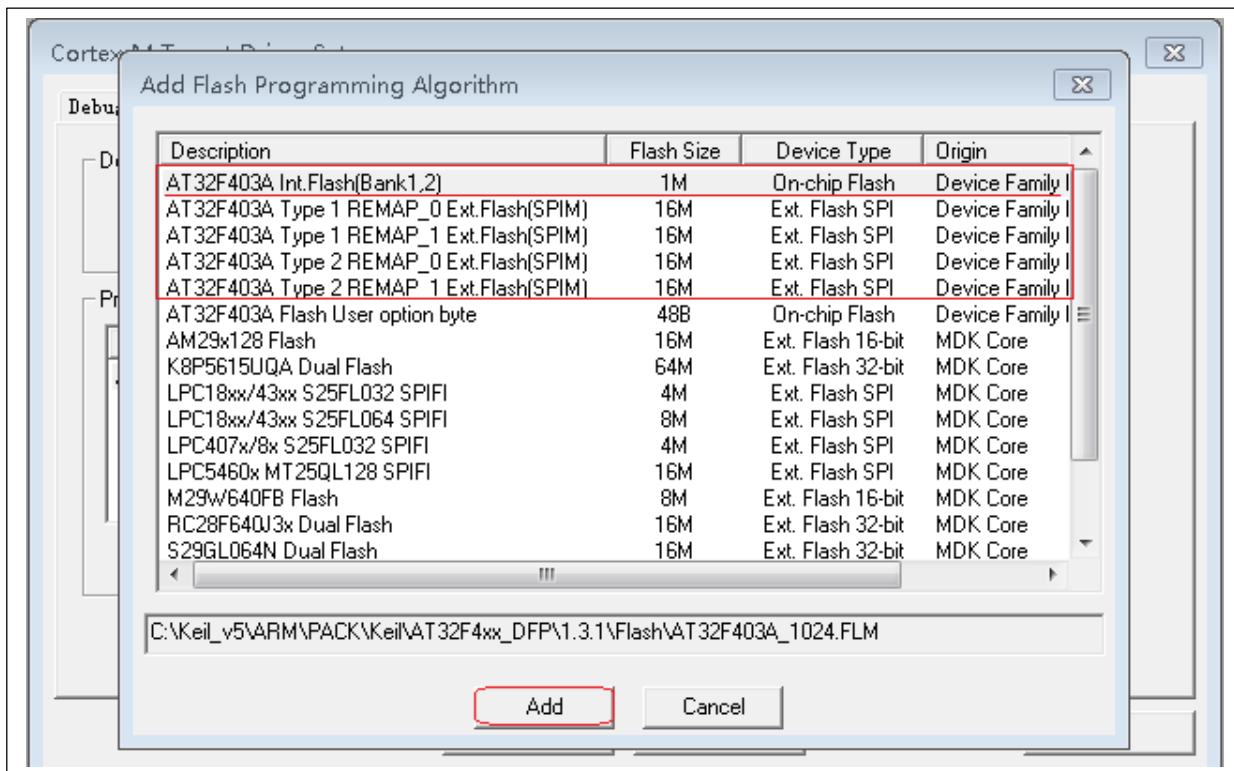 Cortex
Add Flash Programming Algorithm
Debug
Description Flash Size Device Type Origin
AT32F403A Int.Flash(Bank1,2) 1M On-chip Flash Device Family
AT32F403A Type 1 REMAP_0 Ext.Flash(SPIM) 16M Ext. Flash SPI Device Family
AT32F403A Type 1 REMAP_1 Ext.Flash(SPIM) 16M Ext. Flash SPI Device Family
AT32F403A Type 2 REMAP_0 Ext.Flash(SPIM) 16M Ext. Flash SPI Device Family
AT32F403A Type 2 REMAP_1 Ext.Flash(SPIM) 16M Ext. Flash SPI Device Family
AT32F403A Flash User option byte 48B On-chip Flash Device Family
AM29x128 Flash 16M Ext. Flash 16-bit MDK Core
K8P5615UQA Dual Flash 64M Ext. Flash 32-bit MDK Core
LPC18xx/43xx S25FL032 SPIFI 4M Ext. Flash SPI MDK Core
LPC18xx/43xx S25FL064 SPIFI 8M Ext. Flash SPI MDK Core
LPC407x/8x S25FL032 SPIFI 4M Ext. Flash SPI MDK Core
LPC5460x MT25QL128 SPIFI 16M Ext. Flash SPI MDK Core
M29W640FB Flash 8M Ext. Flash 16-bit MDK Core
RC28F640J3x Dual Flash 16M Ext. Flash 32-bit MDK Core
S29GL064N Dual Flash 16M Ext. Flash 32-bit MDK Core
C:\Keil_v5\ARM\PACK\Keil\AT32F4xx_DFP\1.3.1\Flash\AT32F403A_1024.FLM
Add Cancel